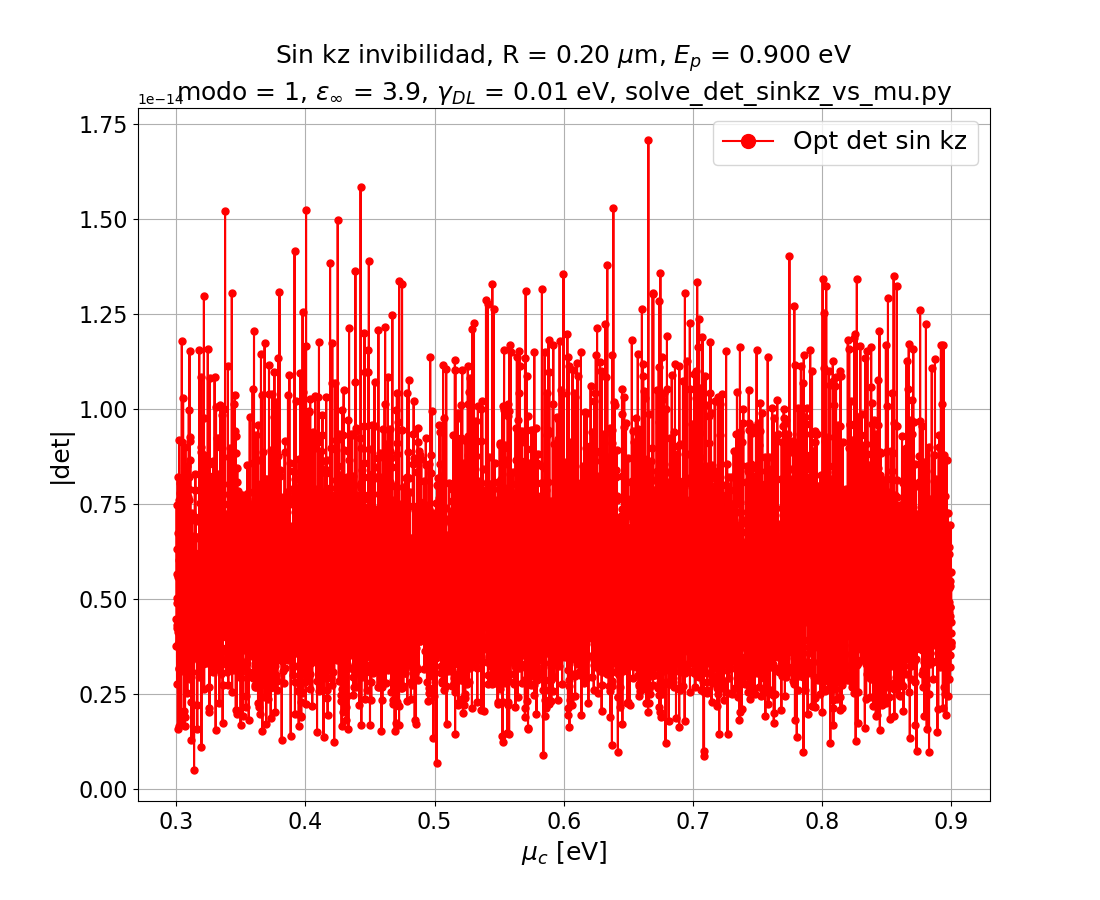 Sin kz invibilidad, R = 0.20 μm, E_p = 0.900 eV
modo = 1, ε_∞ = 3.9, γ_DL = 0.01 eV, solve_det_sinkz_vs_mu.py
1e−14
Opt det sin kz
1.75
1.50
1.25
1.00
0.75
0.50
0.25
0.00
|det|
0.3 0.4 0.5 0.6 0.7 0.8 0.9
μ_c [eV]